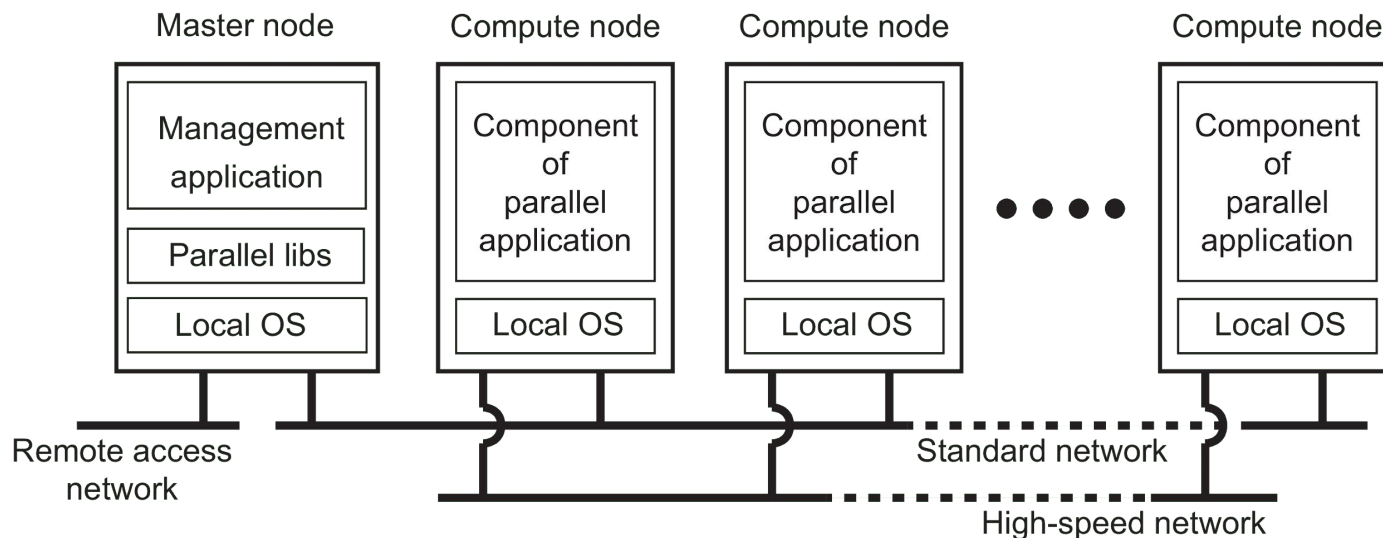 Master node
Compute node
Compute node
Compute node
Management
application
Parallel libs
Local OS
Component
of
parallel
application
Local OS
Component
of
parallel
application
Local OS
Component
of
parallel
application
Local OS
Remote access
network
Standard network
High-speed network